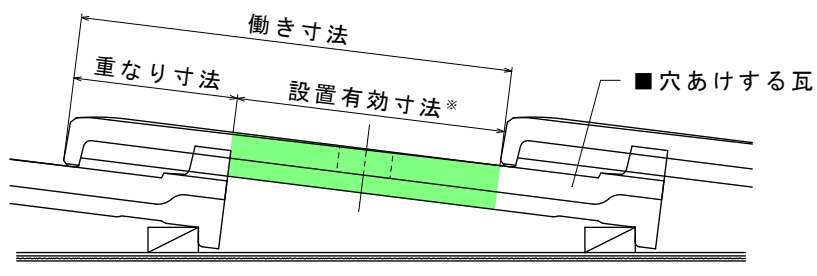 働き寸法
重なり寸法
設置有効寸法※
■穴あけする瓦